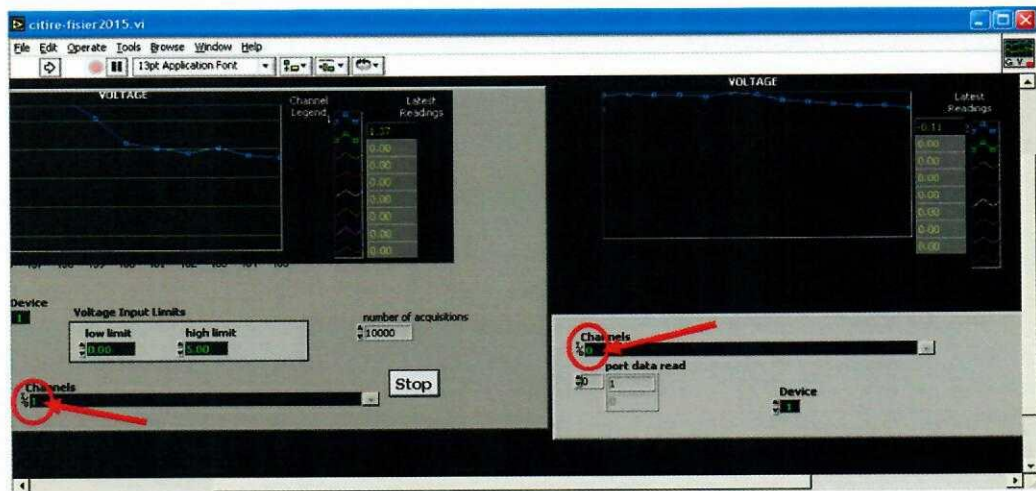 citire-fisier2015.vi
File Edit Operate Tools Browse Window Help
13pt Application Font
VOLTAGE
Channel
Legend
Latest
Readings
1.37
0.00
0.00
0.00
0.00
0.00
0.00
0.00
Device
1
Voltage Input Limits
low limit
high limit
0.00
5.00
number of acquisitions
10000
Channels
1
Stop
VOLTAGE
Latest
Readings
-0.11
0.00
0.00
0.00
0.00
0.00
0.00
0.00
Channels
0
port data read
0
1
Device
1